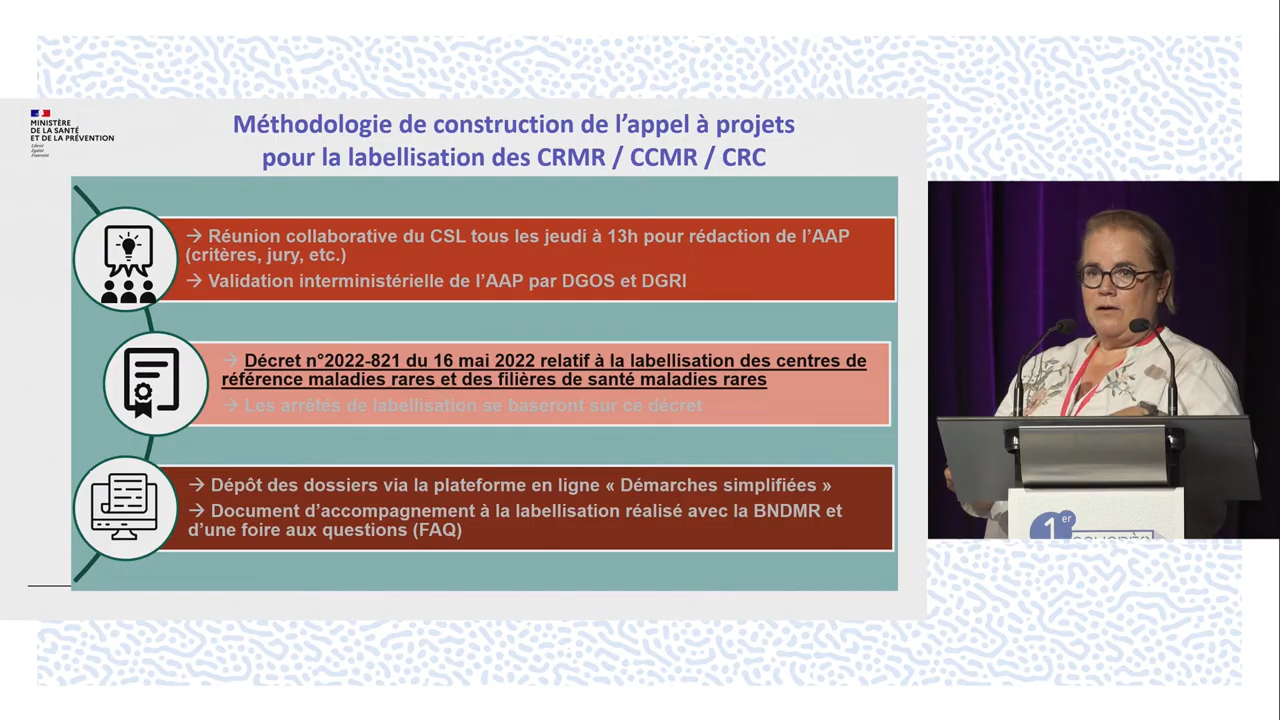 MINISTÈRE
DE LA SANTÉ
ET DE LA PRÉVENTION
Liberté
Égalité
Fraternité
Méthodologie de construction de l’appel à projets
pour la labellisation des CRMR / CCMR / CRC
→ Réunion collaborative du CSL tous les jeudi à 13h pour rédaction de l’AAP
(critères, jury, etc.)
→ Validation interministérielle de l’AAP par DGOS et DGRI
→ Décret n°2022-821 du 16 mai 2022 relatif à la labellisation des centres de
référence maladies rares et des filières de santé maladies rares
→ Les arrêtés de labellisation se baseront sur ce décret
→ Dépôt des dossiers via la plateforme en ligne « Démarches simplifiées »
→ Document d’accompagnement à la labellisation réalisé avec la BNDMR et
d’une foire aux questions (FAQ)
1er